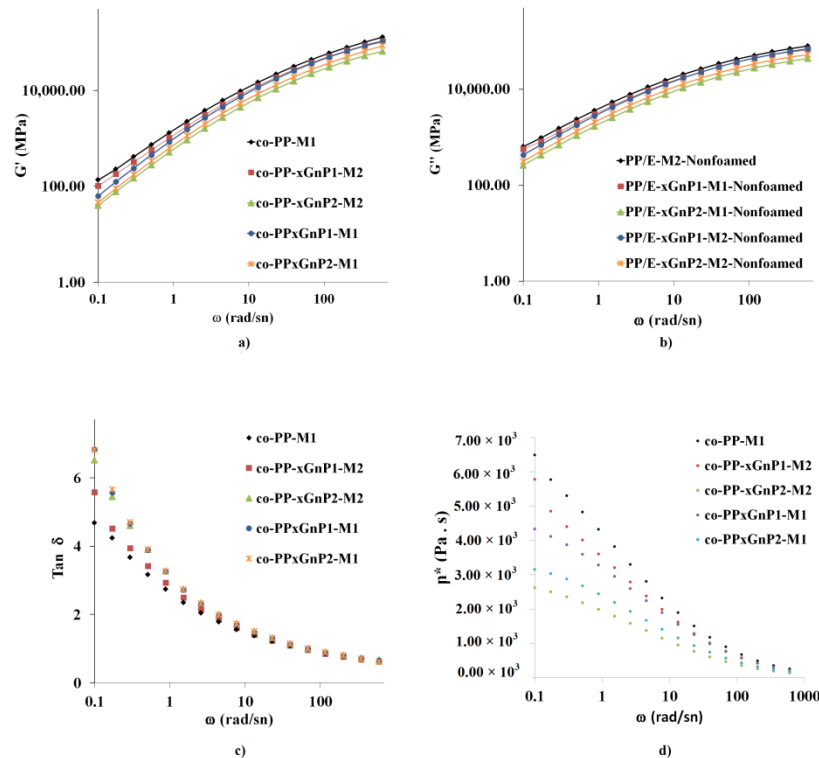 10,000.00
100.00
1.00
G' (MPa)
0.1
1
10
100
ω (rad/sn)
co-PP-M1
co-PP-xGnP1-M2
co-PP-xGnP2-M2
co-PPxGnP1-M1
co-PPxGnP2-M1
a)
10,000.00
100.00
1.00
G'' (MPa)
0.1
1
10
100
ω (rad/sn)
PP/E-M2-Nonfoamed
PP/E-xGnP1-M1-Nonfoamed
PP/E-xGnP2-M1-Nonfoamed
PP/E-xGnP1-M2-Nonfoamed
PP/E-xGnP2-M2-Nonfoamed
b)
6
4
2
0
Tan δ
0.1
1
10
100
ω (rad/sn)
co-PP-M1
co-PP-xGnP1-M2
co-PP-xGnP2-M2
co-PPxGnP1-M1
co-PPxGnP2-M1
c)
7.00 × 10³
6.00 × 10³
5.00 × 10³
4.00 × 10³
3.00 × 10³
2.00 × 10³
1.00 × 10³
0.00 × 10³
p* (Pa . s)
0.1
1
10
100
1000
ω (rad/sn)
co-PP-M1
co-PP-xGnP1-M2
co-PP-xGnP2-M2
co-PPxGnP1-M1
co-PPxGnP2-M1
d)